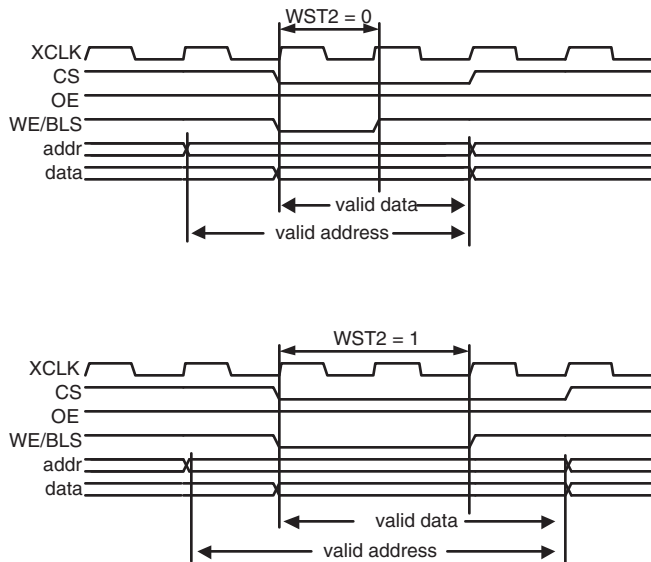 WST2 = 0
XCLK
CS
OE
WE/BLS
addr
data
valid data
valid address
WST2 = 1
XCLK
CS
OE
WE/BLS
addr
data
valid data
valid address